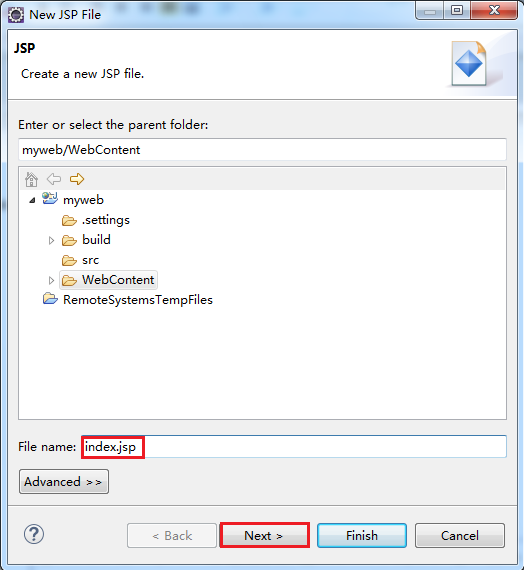 New JSP File
JSP
Create a new JSP file.
Enter or select the parent folder:
myweb/WebContent
myweb
.settings
build
src
WebContent
RemoteSystemsTempFiles
File name: index.jsp
Advanced >>
< Back Next > Finish Cancel